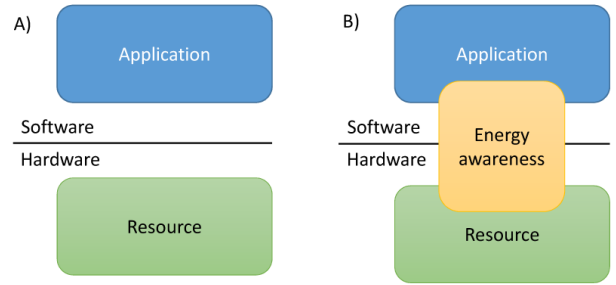 A)
Application
Software
Hardware
Resource
B)
Application
Software
Hardware
Energy
awareness
Resource